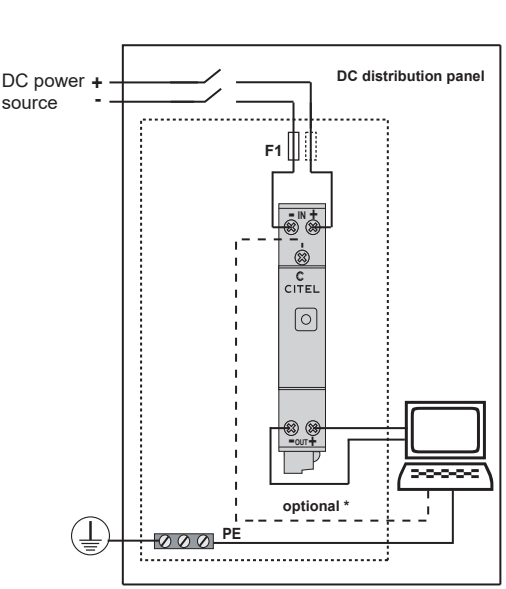 DC distribution panel
DC power +
source -
F1
- IN +
C
CITEL
- OUT +
optional *
PE